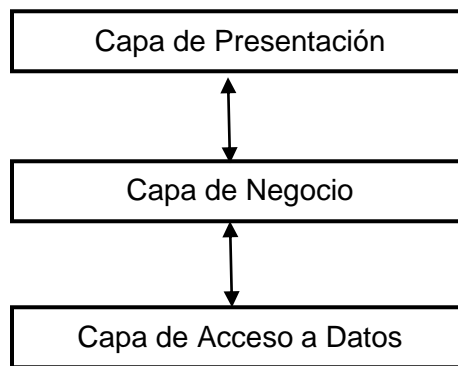 Capa de Presentación
Capa de Negocio
Capa de Acceso a Datos